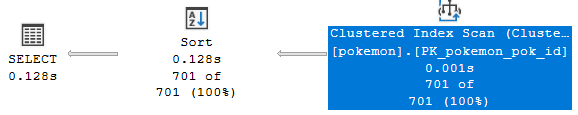 SELECT
0.128s
Sort
0.128s
701 of
701 (100%)
Clustered Index Scan (Cluste…
[pokemon].[PK_pokemon_pok_id]
0.001s
701 of
701 (100%)